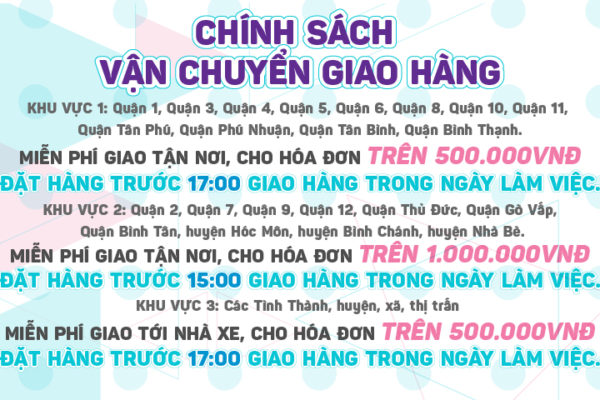 CHÍNH SÁCH
VẬN CHUYỂN GIAO HÀNG
KHU VỰC 1: Quận 1, Quận 3, Quận 4, Quận 5, Quận 6, Quận 8, Quận 10, Quận 11,
Quận Tân Phú, Quận Phú Nhuận, Quận Tân Bình, Quận Bình Thạnh.
MIỄN PHÍ GIAO TẬN NƠI, CHO HÓA ĐƠN TRÊN 500.000VNĐ
ĐẶT HÀNG TRƯỚC 17:00 GIAO HÀNG TRONG NGÀY LÀM VIỆC.
KHU VỰC 2: Quận 2, Quận 7, Quận 9, Quận 12, Quận Thủ Đức, Quận Gò Vấp,
Quận Bình Tân, huyện Hóc Môn, huyện Bình Chánh, huyện Nhà Bè.
MIỄN PHÍ GIAO TẬN NƠI, CHO HÓA ĐƠN TRÊN 1.000.000VNĐ
ĐẶT HÀNG TRƯỚC 15:00 GIAO HÀNG TRONG NGÀY LÀM VIỆC.
KHU VỰC 3: Các Tỉnh Thành, huyện, xã, thị trấn
MIỄN PHÍ GIAO TỚI NHÀ XE, CHO HÓA ĐƠN TRÊN 500.000VNĐ
ĐẶT HÀNG TRƯỚC 17:00 GIAO HÀNG TRONG NGÀY LÀM VIỆC.